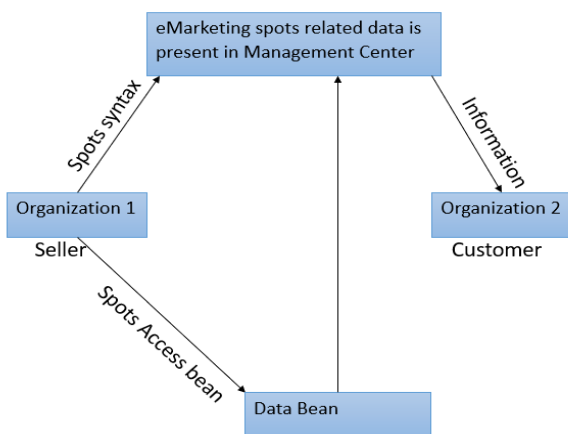 eMarketing spots related data is
present in Management Center
Spots syntax
Information
Organization 1
Organization 2
Seller
Customer
Spots Access bean
Data Bean